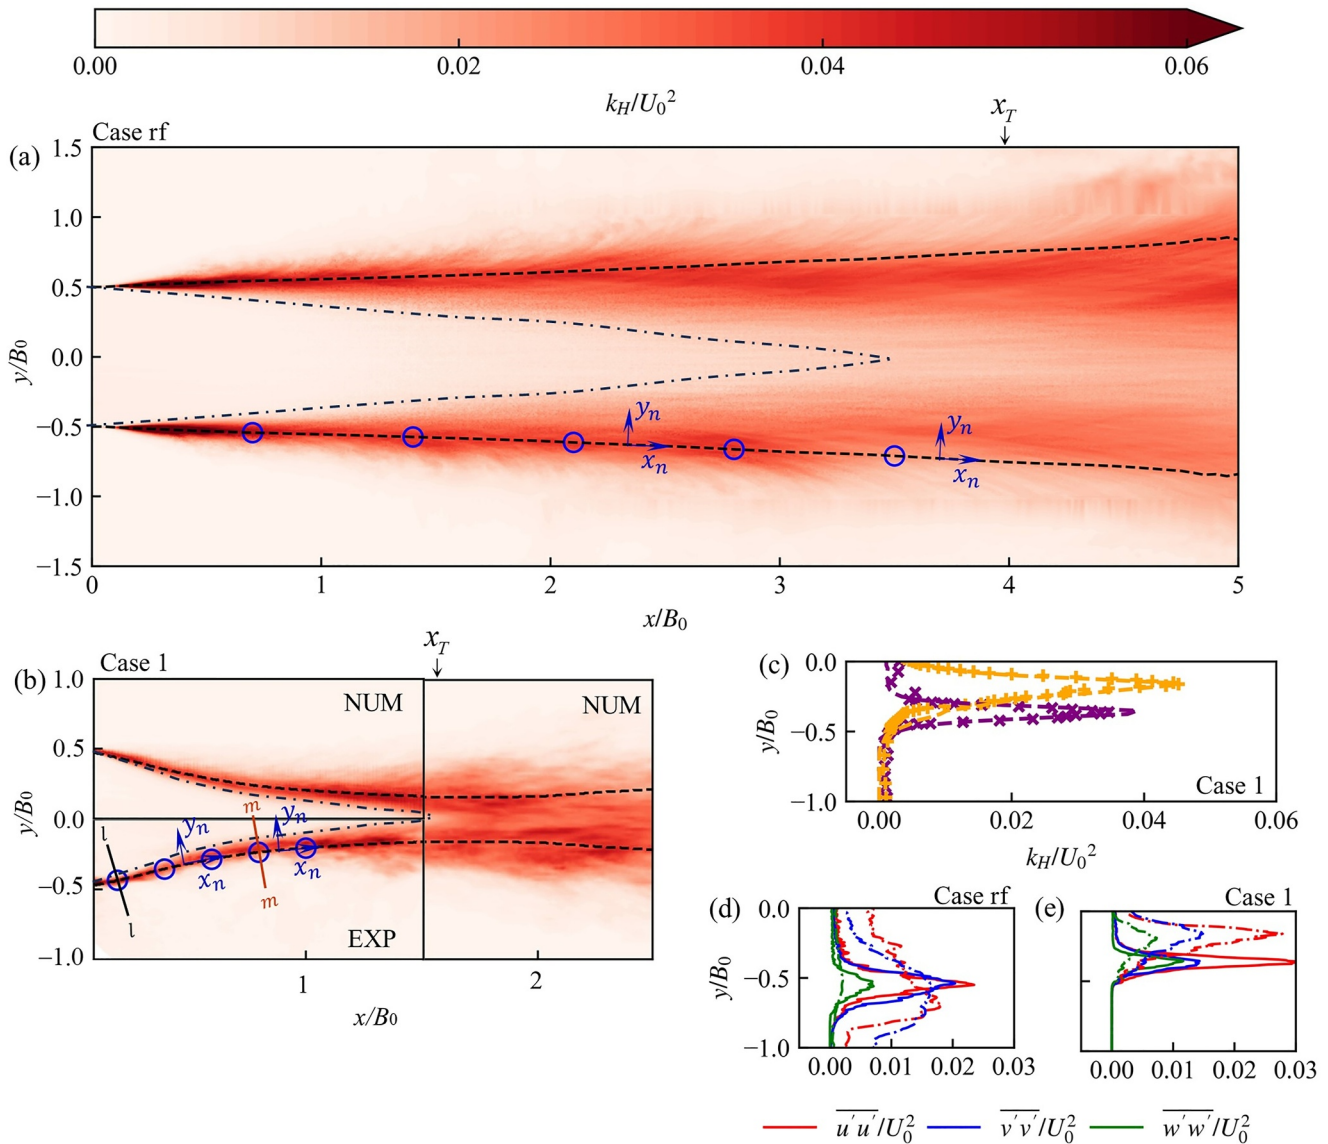 0.00 0.02 0.04 0.06
k_H/U_0^2
x_T
Case rf
(a)
1.5
1.0
0.5
0.0
−0.5
−1.0
−1.5
y/B_0
y_n
x_n
y_n
x_n
0 1 2 3 4 5
x/B_0
x_T
Case 1
(b)
1.0
0.5
0.0
−0.5
−1.0
y/B_0
NUM
NUM
EXP
l
l
m
m
y_n
x_n
y_n
x_n
1 2
x/B_0
(c)
0.0
−0.5
−1.0
y/B_0
Case 1
0.00 0.02 0.04 0.06
k_H/U_0^2
(d)
Case rf
0.0
−0.5
−1.0
y/B_0
0.00 0.01 0.02 0.03
(e)
Case 1
0.00 0.01 0.02 0.03
u′u′/U_0^2 v′v′/U_0^2 w′w′/U_0^2